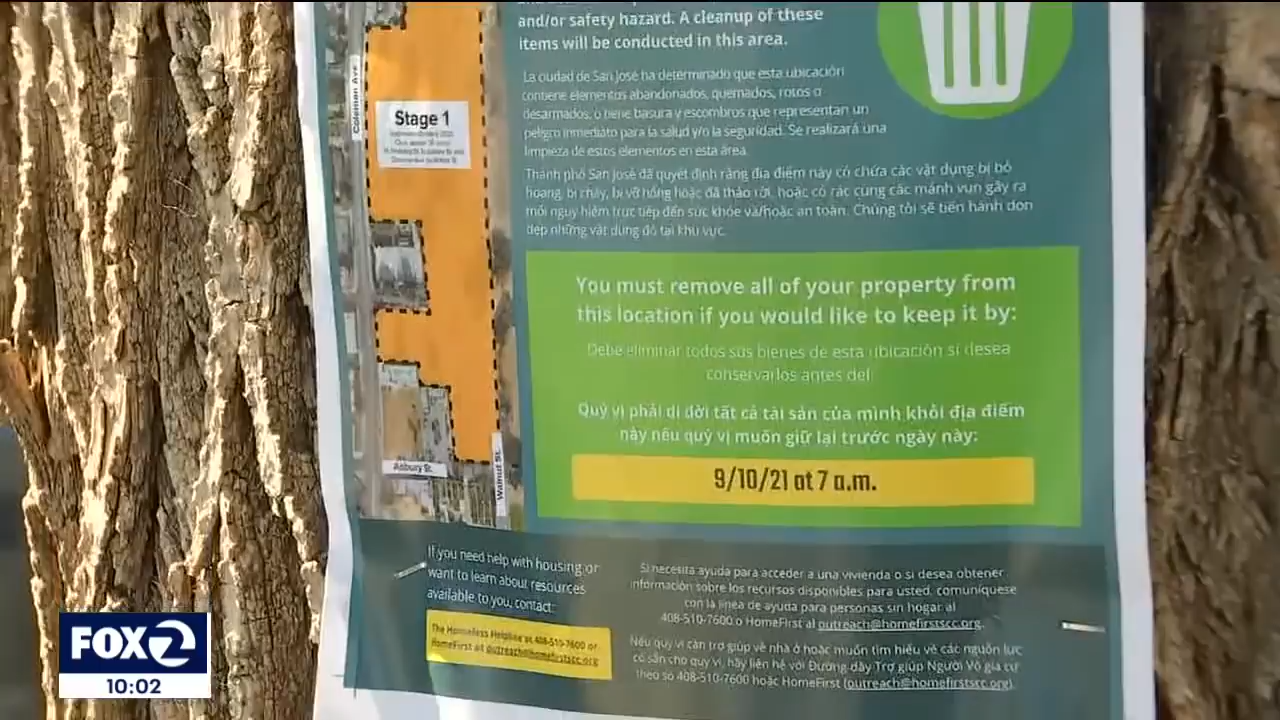 and/or safety hazard. A cleanup of these
items will be conducted in this area.
La ciudad de San José ha determinado que esta ubicación
contiene elementos abandonados, quemados, rotos o
desarmados, o tiene basura y escombros que representan un
peligro inmediato para la salud y/o la seguridad. Se realizará una
limpieza de estos elementos en esta área.
Thành phố San José đã quyết định rằng địa điểm này có chứa các vật dụng bị bỏ
hoang, bị cháy, bị vỡ hỏng hoặc đã tháo rời, hoặc có rác cùng các mảnh vụn gây ra
mối nguy hiểm trực tiếp đến sức khỏe và/hoặc an toàn. Chúng tôi sẽ tiến hành dọn
dẹp những vật dụng đó tại khu vực.
Coleman Ave.
Stage 1
Asbury St.
Walnut St.
You must remove all of your property from
this location if you would like to keep it by:
Debe eliminar todos sus bienes de esta ubicación si desea
conservarlos antes del:
Quý vị phải di dời tất cả tài sản của mình khỏi địa điểm
này nếu quý vị muốn giữ lại trước ngày này:
9/10/21 at 7 a.m.
If you need help with housing or
want to learn about resources
available to you, contact:
The Homeless Helpline at 408-510-7600 or
HomeFirst at outreach@homefirstscc.org
Si necesita ayuda para acceder a una vivienda o si desea obtener
información sobre los recursos disponibles para usted, comuníquese
con la línea de ayuda para personas sin hogar al
408-510-7600 o HomeFirst al outreach@homefirstscc.org.
Nếu quý vị cần trợ giúp về nhà ở hoặc muốn tìm hiểu về các nguồn lực
có sẵn cho quý vị, hãy liên hệ với Đường dây Trợ giúp Người Vô gia cư
theo số 408-510-7600 hoặc HomeFirst (outreach@homefirstscc.org).
FOX 2
10:02